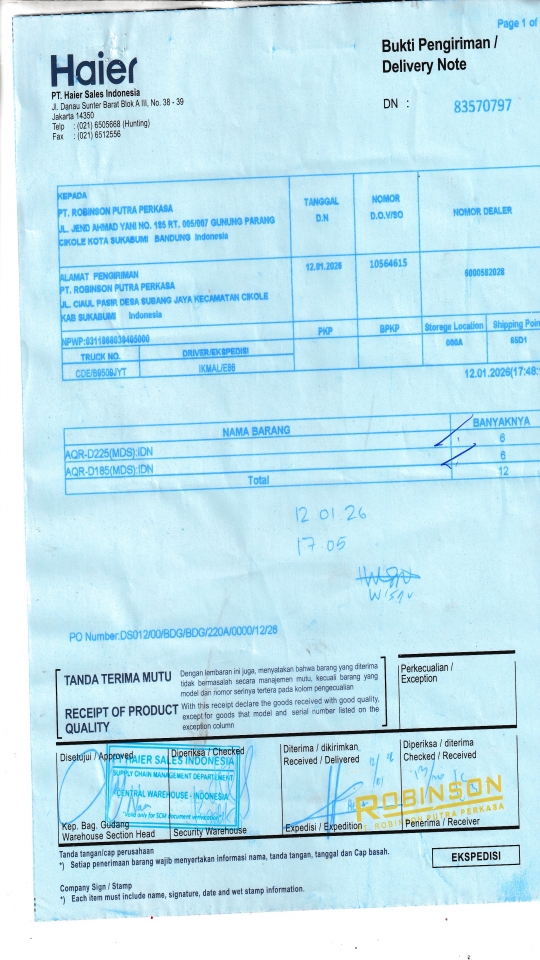 Page 1 of
Haier
Bukti Pengiriman /
Delivery Note
PT. Haier Sales Indonesia
Jl. Danau Sunter Barat Blok A III, No. 38 - 39
Jakarta 14350
Telp : (021) 6505668 (Hunting)
Fax : (021) 6512556
DN : 83570797
KEPADA
PT. ROBINSON PUTRA PERKASA
JL. JEND AHMAD YANI NO. 185 RT. 005/007 GUNUNG PARANG
CIKOLE KOTA SUKABUMI BANDUNG Indonesia
TANGGAL
D.N
NOMOR
D.O.V/SO
NOMOR DEALER
ALAMAT PENGIRIMAN
PT. ROBINSON PUTRA PERKASA
JL. CIAUL PASIR DESA SUBANG JAYA KECAMATAN CIKOLE
KAB SUKABUMI Indonesia
12.01.2026
10564615
6000582028
PKP
BPKP
Storage Location
Shipping Poin
000A
65D1
TRUCK NO.
DRIVER/EKSPEDISI
CDE/B9509JYT
IKMAL/E88
12.01.2026(17:48:
NAMA BARANG
BANYAKNYA
AQR-D225(MDS):IDN
6
AQR-D185(MDS):IDN
6
Total
12
12 01 26
17.05
Wisnu
PO Number:DS012/00/BDG/BDG/220A/0000/12/28
TANDA TERIMA MUTU
Dengan lembaran ini juga, menyatakan bahwa barang yang diterima
tidak bermasalah secara manajemen mutu, kecuali barang yang
model dan nomor serinya tertera pada kolom pengecualian
RECEIPT OF PRODUCT
QUALITY
With this receipt declare the goods received with good quality,
except for goods that model and serial number listed on the
exception column
Perkecualian /
Exception
Disetujui / Approved
Diperiksa / Checked
Diterima / dikirimkan,
Received / Delivered
Diperiksa / diterima
Checked / Received
PT HAIER SALES INDONESIA
SUPPLY CHAIN MANAGEMENT DEPARTEMENT
CENTRAL WAREHOUSE - INDONESIA
*Valid only for SCM document verification*
ROBINSON
PT. ROBINSON PUTRA PERKASA
Kep. Bag. Gudang
Warehouse Section Head
Security Warehouse
Expedisi / Expedition
Penerima / Receiver
Tanda tangan/cap perusahaan
*) Setiap penerimaan barang wajib menyertakan informasi nama, tanda tangan, tanggal dan Cap basah.
EKSPEDISI
Company Sign / Stamp
*) Each item must include name, signature, date and wet stamp information.